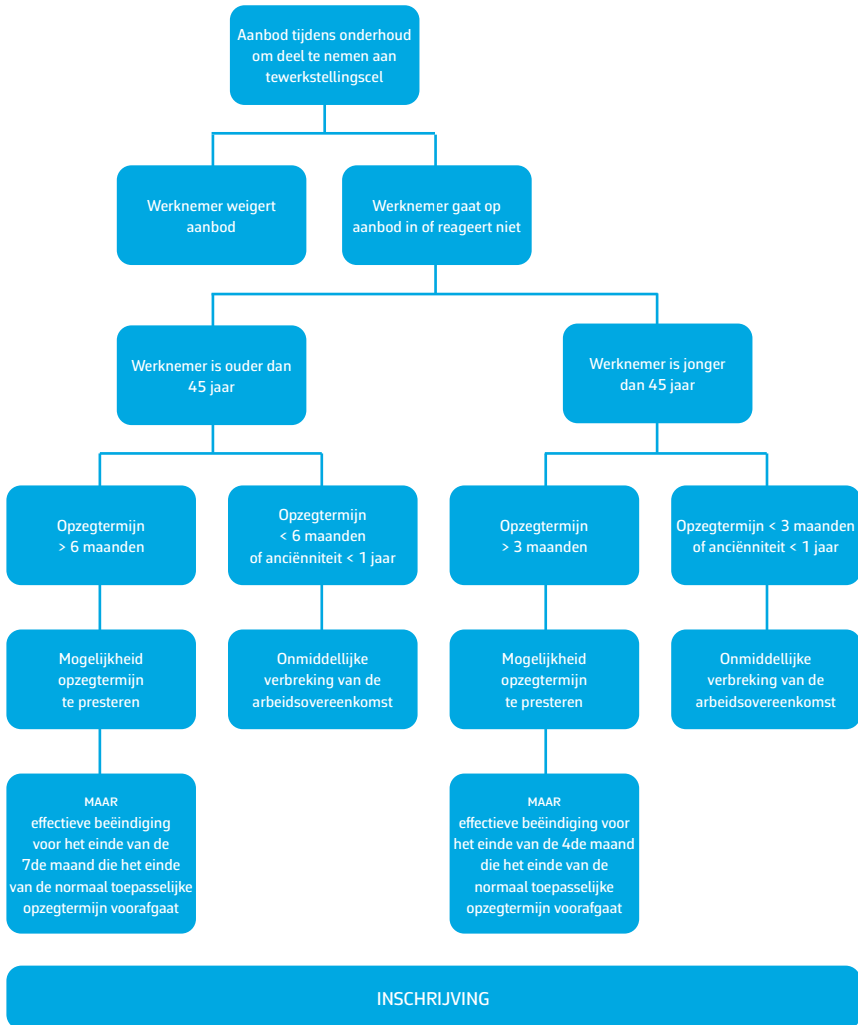 Aanbod tijdens onderhoud
om deel te nemen aan
tewerkstellingscel
Werknemer weigert
aanbod
Werknemer gaat op
aanbod in of reageert niet
Werknemer is ouder dan
45 jaar
Werknemer is jonger
dan 45 jaar
Opzegtermijn
> 6 maanden
Opzegtermijn
< 6 maanden
of anciënniteit < 1 jaar
Opzegtermijn
> 3 maanden
Opzegtermijn < 3 maanden
of anciënniteit < 1 jaar
Mogelijkheid
opzegtermijn
te presteren
Onmiddellijke
verbreking van de
arbeidsovereenkomst
Mogelijkheid
opzegtermijn
te presteren
Onmiddellijke
verbreking van de
arbeidsovereenkomst
MAAR
effectieve beëindiging
voor het einde van de
7de maand die het einde
van de normaal toepasselijke
opzegtermijn voorafgaat
MAAR
effectieve beëindiging voor
het einde van de 4de maand
die het einde van de
normaal toepasselijke
opzegtermijn voorafgaat
INSCHRIJVING